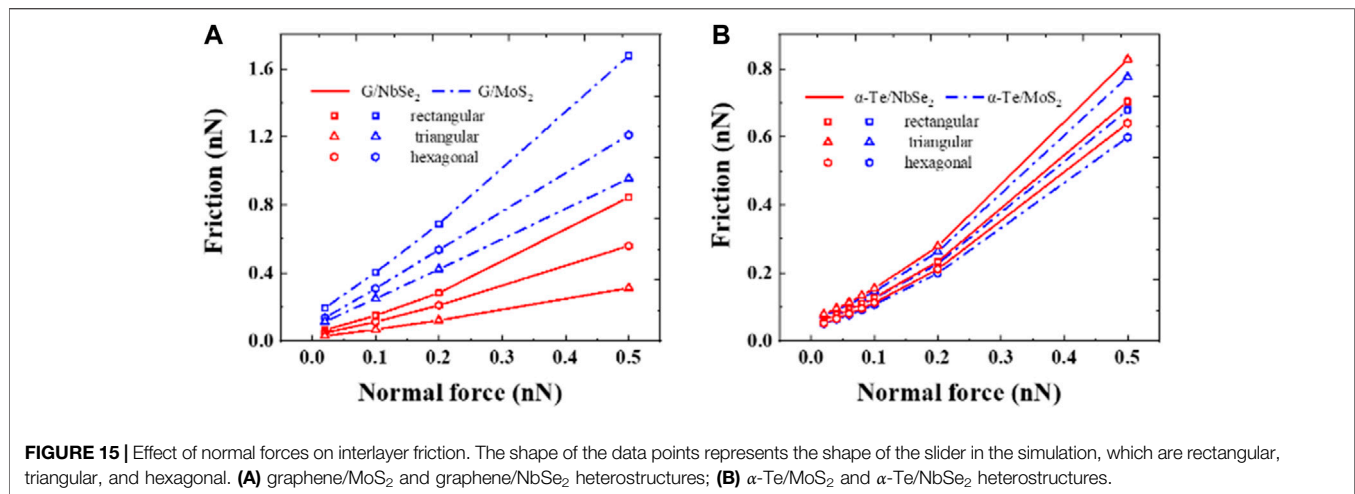 A
Friction (nN)
1.6
1.2
0.8
0.4
0.0
G/NbSe₂ G/MoS₂
rectangular
triangular
hexagonal
0.0 0.1 0.2 0.3 0.4 0.5
Normal force (nN)
B
Friction (nN)
0.8
0.6
0.4
0.2
0.0
α-Te/NbSe₂ α-Te/MoS₂
rectangular
triangular
hexagonal
0.0 0.1 0.2 0.3 0.4 0.5
Normal force (nN)
FIGURE 15 | Effect of normal forces on interlayer friction. The shape of the data points represents the shape of the slider in the simulation, which are rectangular,
triangular, and hexagonal. (A) graphene/MoS₂ and graphene/NbSe₂ heterostructures; (B) α-Te/MoS₂ and α-Te/NbSe₂ heterostructures.